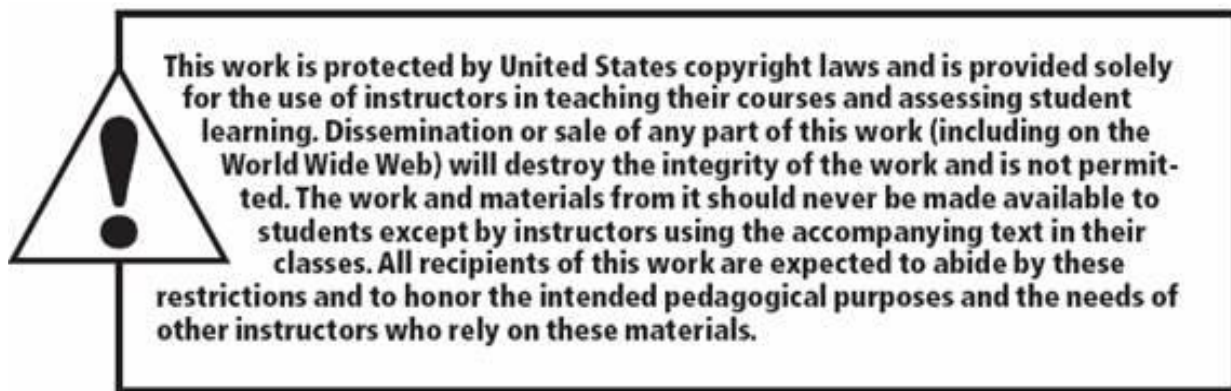 This work is protected by United States copyright laws and is provided solely
for the use of instructors in teaching their courses and assessing student
learning. Dissemination or sale of any part of this work (including on the
World Wide Web) will destroy the integrity of the work and is not permit-
ted. The work and materials from it should never be made available to
students except by instructors using the accompanying text in their
classes. All recipients of this work are expected to abide by these
restrictions and to honor the intended pedagogical purposes and the needs of
other instructors who rely on these materials.